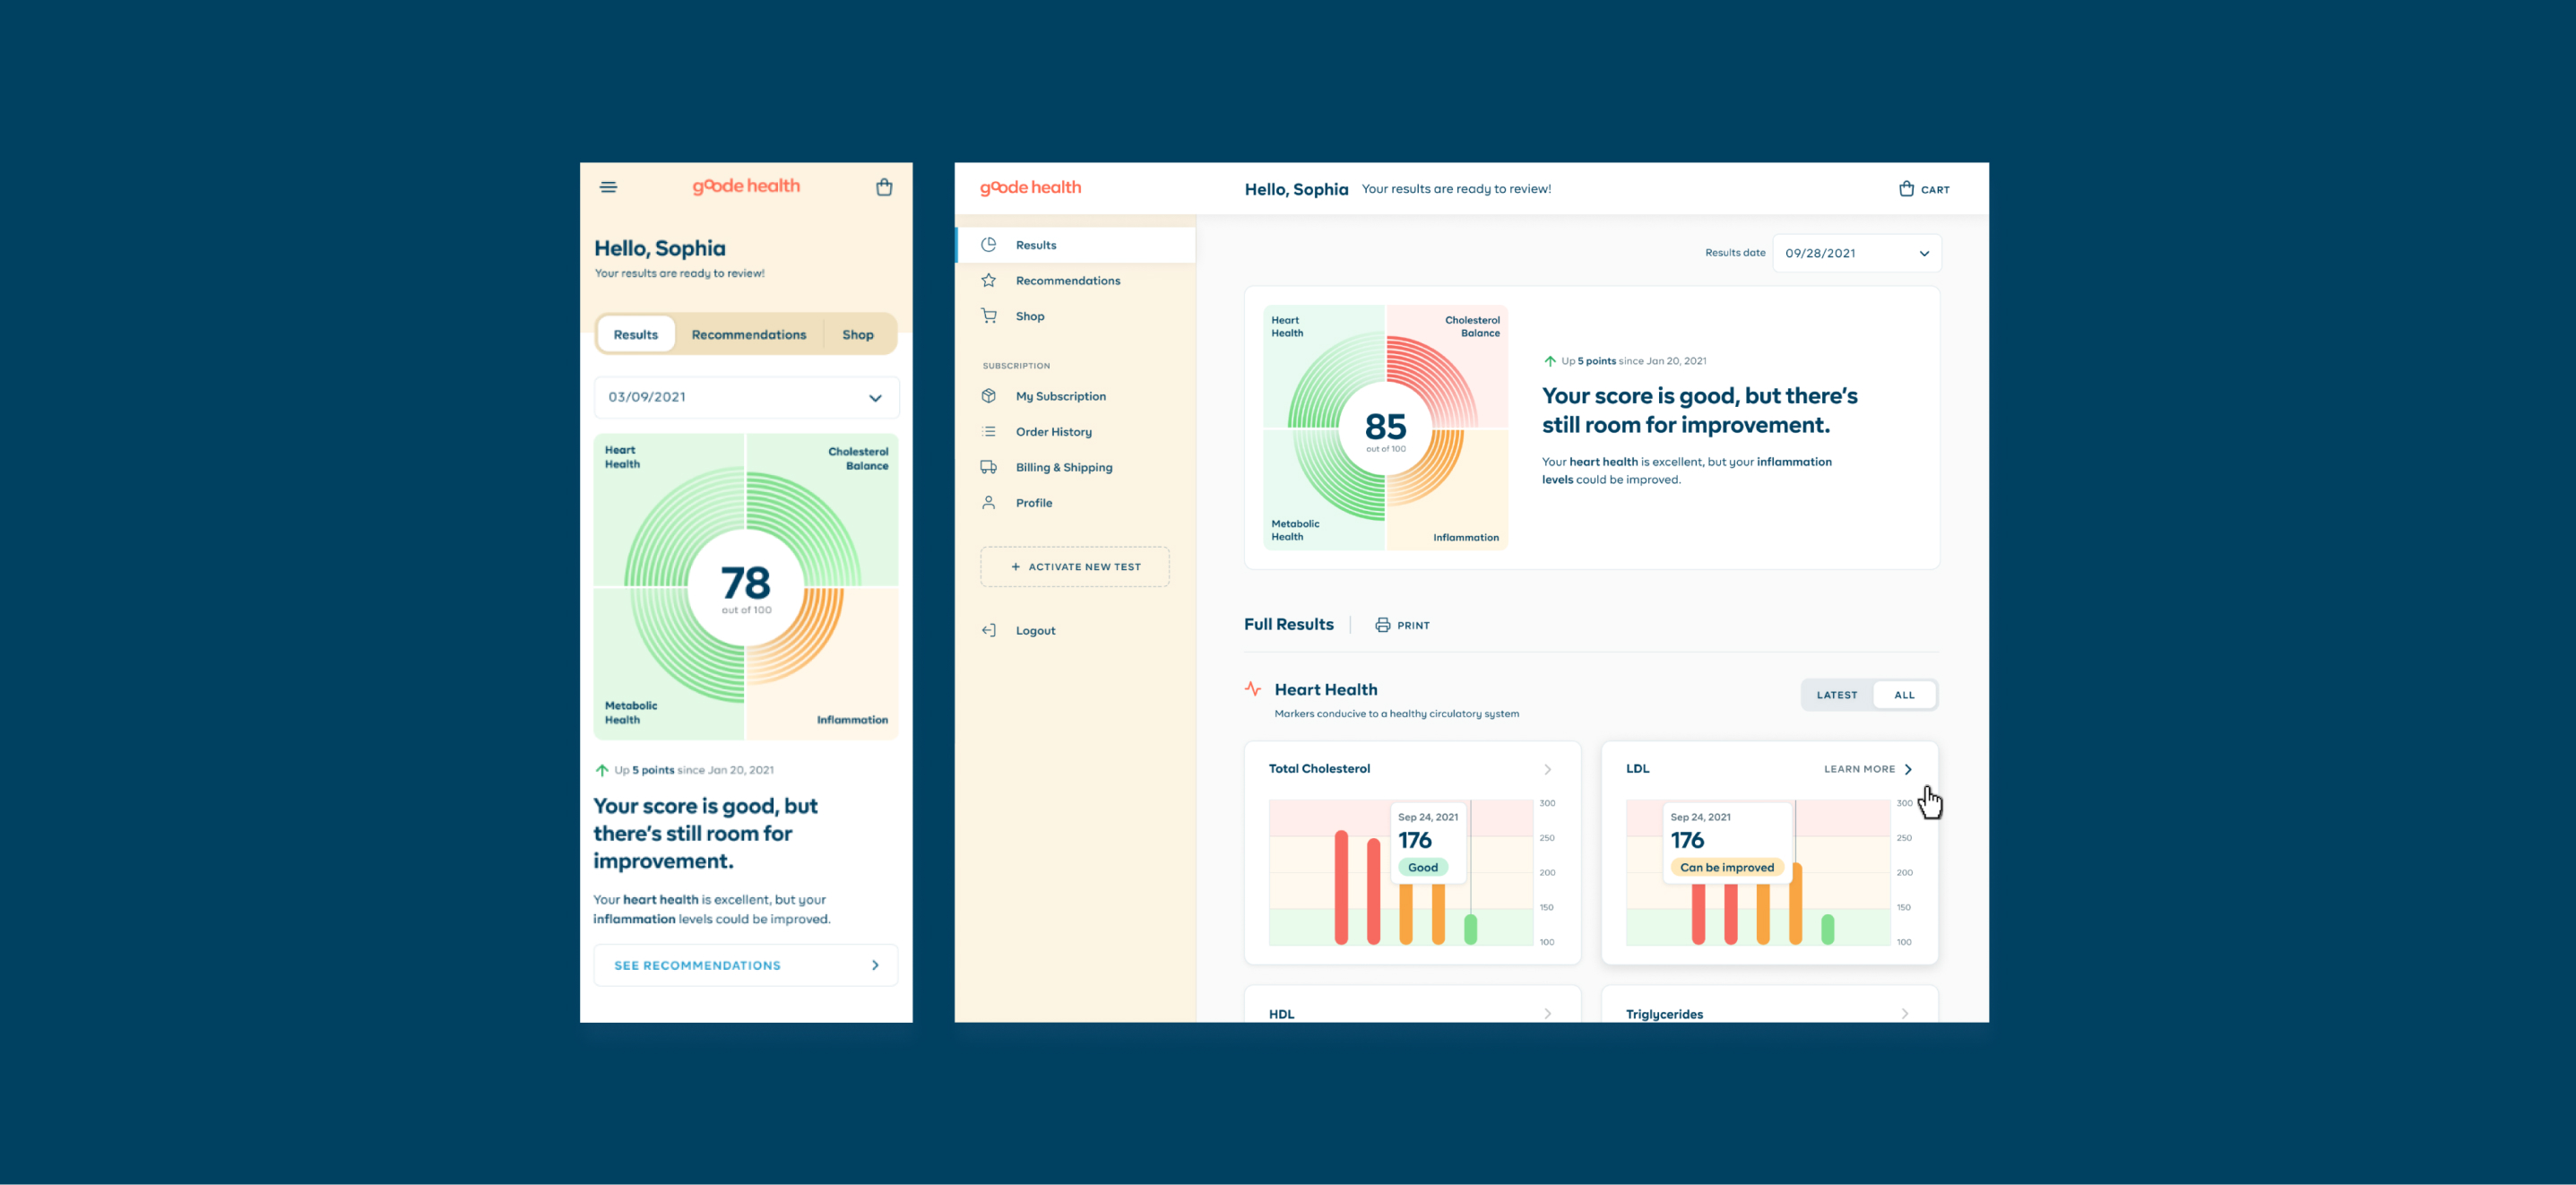 goode health
Hello, Sophia
Your results are ready to review!
Results
Recommendations
Shop
03/09/2021
Heart
Health
Cholesterol
Balance
78
out of 100
Metabolic
Health
Inflammation
Up 5 points since Jan 20, 2021
Your score is good, but
there's still room for
improvement.
Your heart health is excellent, but your
inflammation levels could be improved.
SEE RECOMMENDATIONS
goode health
Hello, Sophia Your results are ready to review!
CART
Results
Recommendations
Shop
SUBSCRIPTION
My Subscription
Order History
Billing & Shipping
Profile
+ ACTIVATE NEW TEST
Logout
Results date
09/28/2021
Heart
Health
Cholesterol
Balance
85
out of 100
Metabolic
Health
Inflammation
Up 5 points since Jan 20, 2021
Your score is good, but there's
still room for improvement.
Your heart health is excellent, but your inflammation
levels could be improved.
Full Results
PRINT
Heart Health
Markers conducive to a healthy circulatory system
LATEST
ALL
Total Cholesterol
Sep 24, 2021
176
Good
300
250
200
150
100
LDL
LEARN MORE
Sep 24, 2021
176
Can be improved
300
250
200
150
100
HDL
Triglycerides